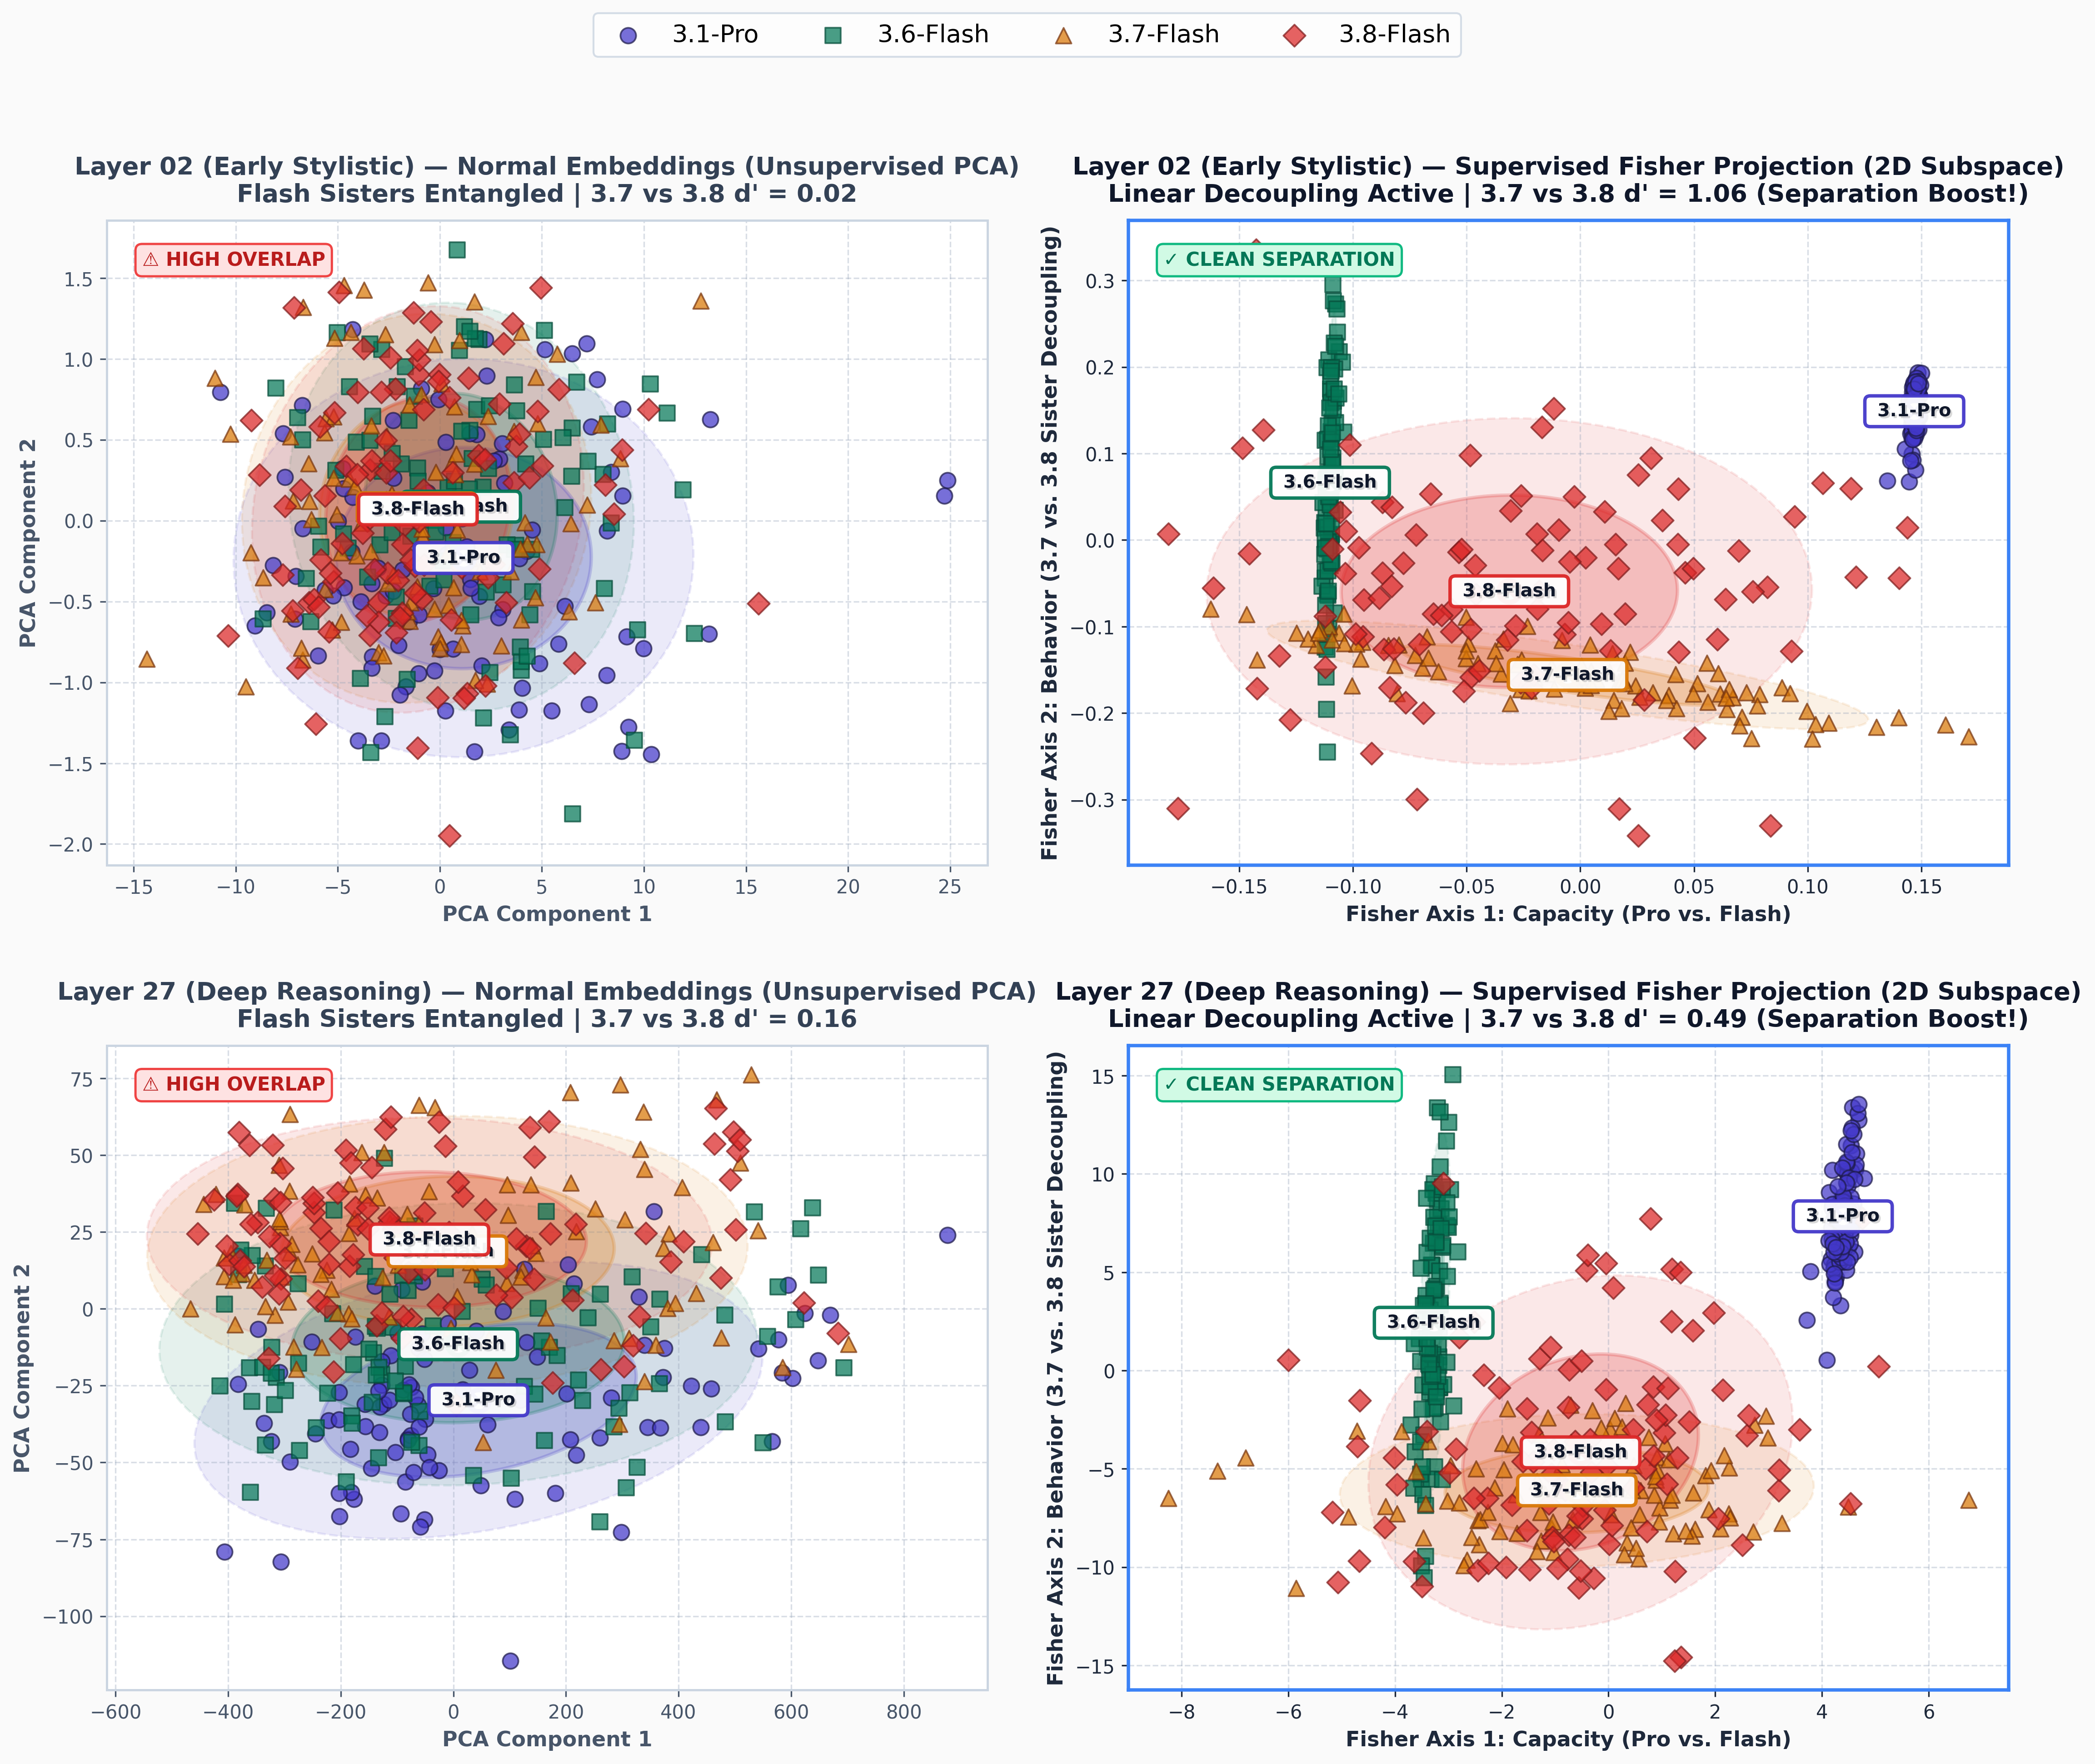 3.1-Pro 3.6-Flash 3.7-Flash 3.8-Flash
Layer 02 (Early Stylistic) — Normal Embeddings (Unsupervised PCA)
Flash Sisters Entangled | 3.7 vs 3.8 d' = 0.02
⚠ HIGH OVERLAP
1.5
1.0
0.5
0.0
−0.5
−1.0
−1.5
−2.0
PCA Component 2
3.8-Flash
ash
3.1-Pro
−15 −10 −5 0 5 10 15 20 25
PCA Component 1
Layer 02 (Early Stylistic) — Supervised Fisher Projection (2D Subspace)
Linear Decoupling Active | 3.7 vs 3.8 d' = 1.06 (Separation Boost!)
✓ CLEAN SEPARATION
0.3
0.2
0.1
0.0
−0.1
−0.2
−0.3
Fisher Axis 2: Behavior (3.7 vs. 3.8 Sister Decoupling)
3.1-Pro
3.6-Flash
3.8-Flash
3.7-Flash
−0.15 −0.10 −0.05 0.00 0.05 0.10 0.15
Fisher Axis 1: Capacity (Pro vs. Flash)
Layer 27 (Deep Reasoning) — Normal Embeddings (Unsupervised PCA)
Flash Sisters Entangled | 3.7 vs 3.8 d' = 0.16
⚠ HIGH OVERLAP
75
50
25
0
−25
−50
−75
−100
PCA Component 2
3.8-Flash
3.6-Flash
3.1-Pro
−600 −400 −200 0 200 400 600 800
PCA Component 1
Layer 27 (Deep Reasoning) — Supervised Fisher Projection (2D Subspace)
Linear Decoupling Active | 3.7 vs 3.8 d' = 0.49 (Separation Boost!)
✓ CLEAN SEPARATION
15
10
5
0
−5
−10
−15
Fisher Axis 2: Behavior (3.7 vs. 3.8 Sister Decoupling)
3.1-Pro
3.6-Flash
3.8-Flash
3.7-Flash
−8 −6 −4 −2 0 2 4 6
Fisher Axis 1: Capacity (Pro vs. Flash)